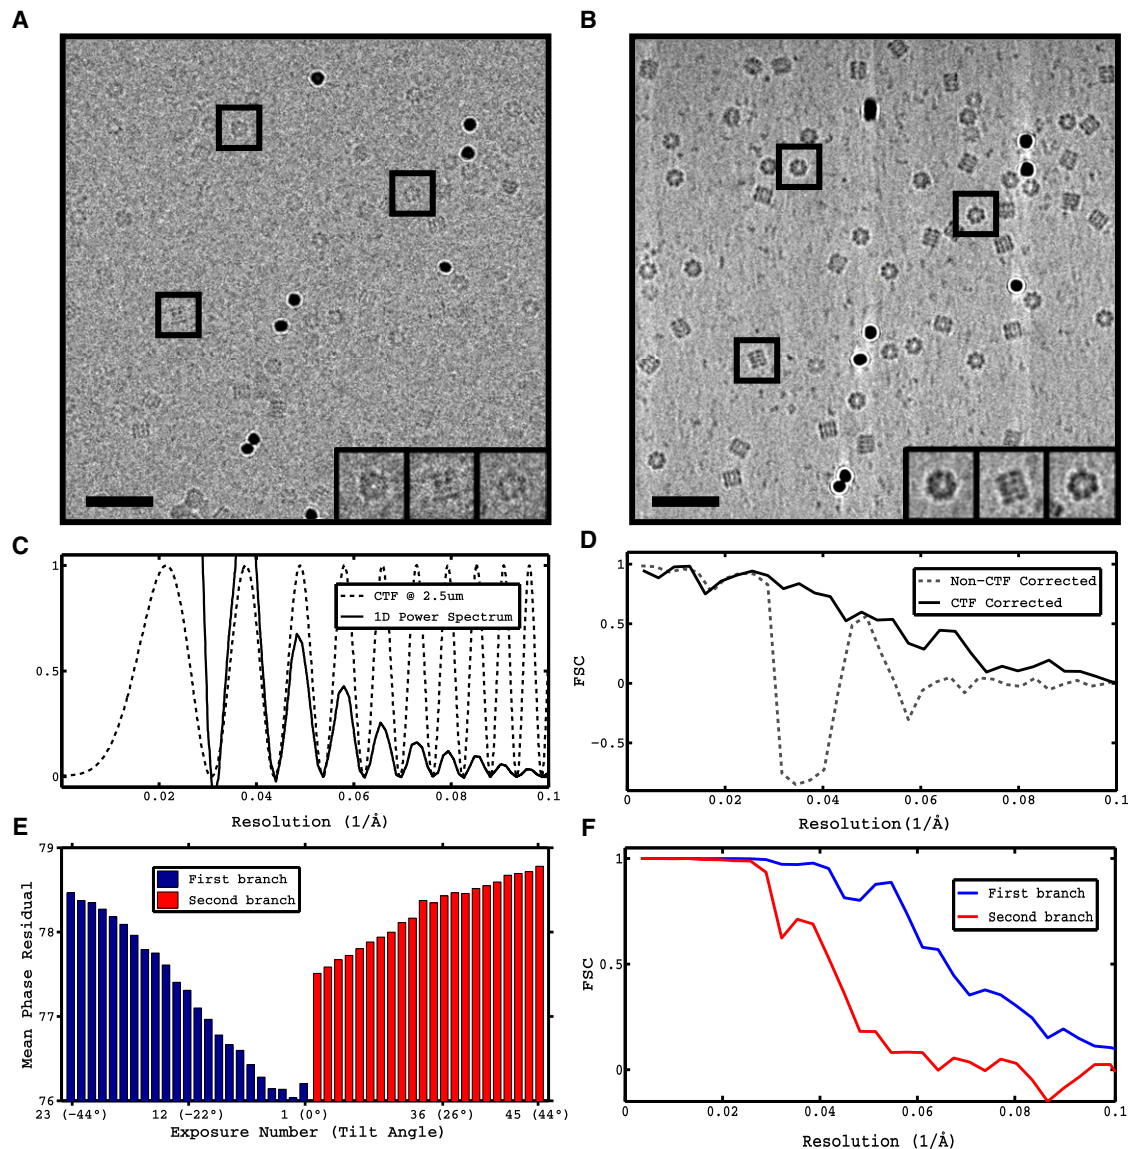 A
B
C
1
0.5
0
CTF @ 2.5um
1D Power Spectrum
0.02
0.04
0.06
0.08
0.1
Resolution (1/Å)
D
1
0.5
0
-0.5
FSC
Non-CTF Corrected
CTF Corrected
0
0.02
0.04
0.06
0.08
0.1
Resolution(1/Å)
E
79
78
77
76
Mean Phase Residual
First branch
Second branch
23 (-44°)
12 (-22°)
1 (0°)
36 (26°)
45 (44°)
Exposure Number (Tilt Angle)
F
1
0.5
0
FSC
First branch
Second branch
0
0.02
0.04
0.06
0.08
0.1
Resolution (1/Å)